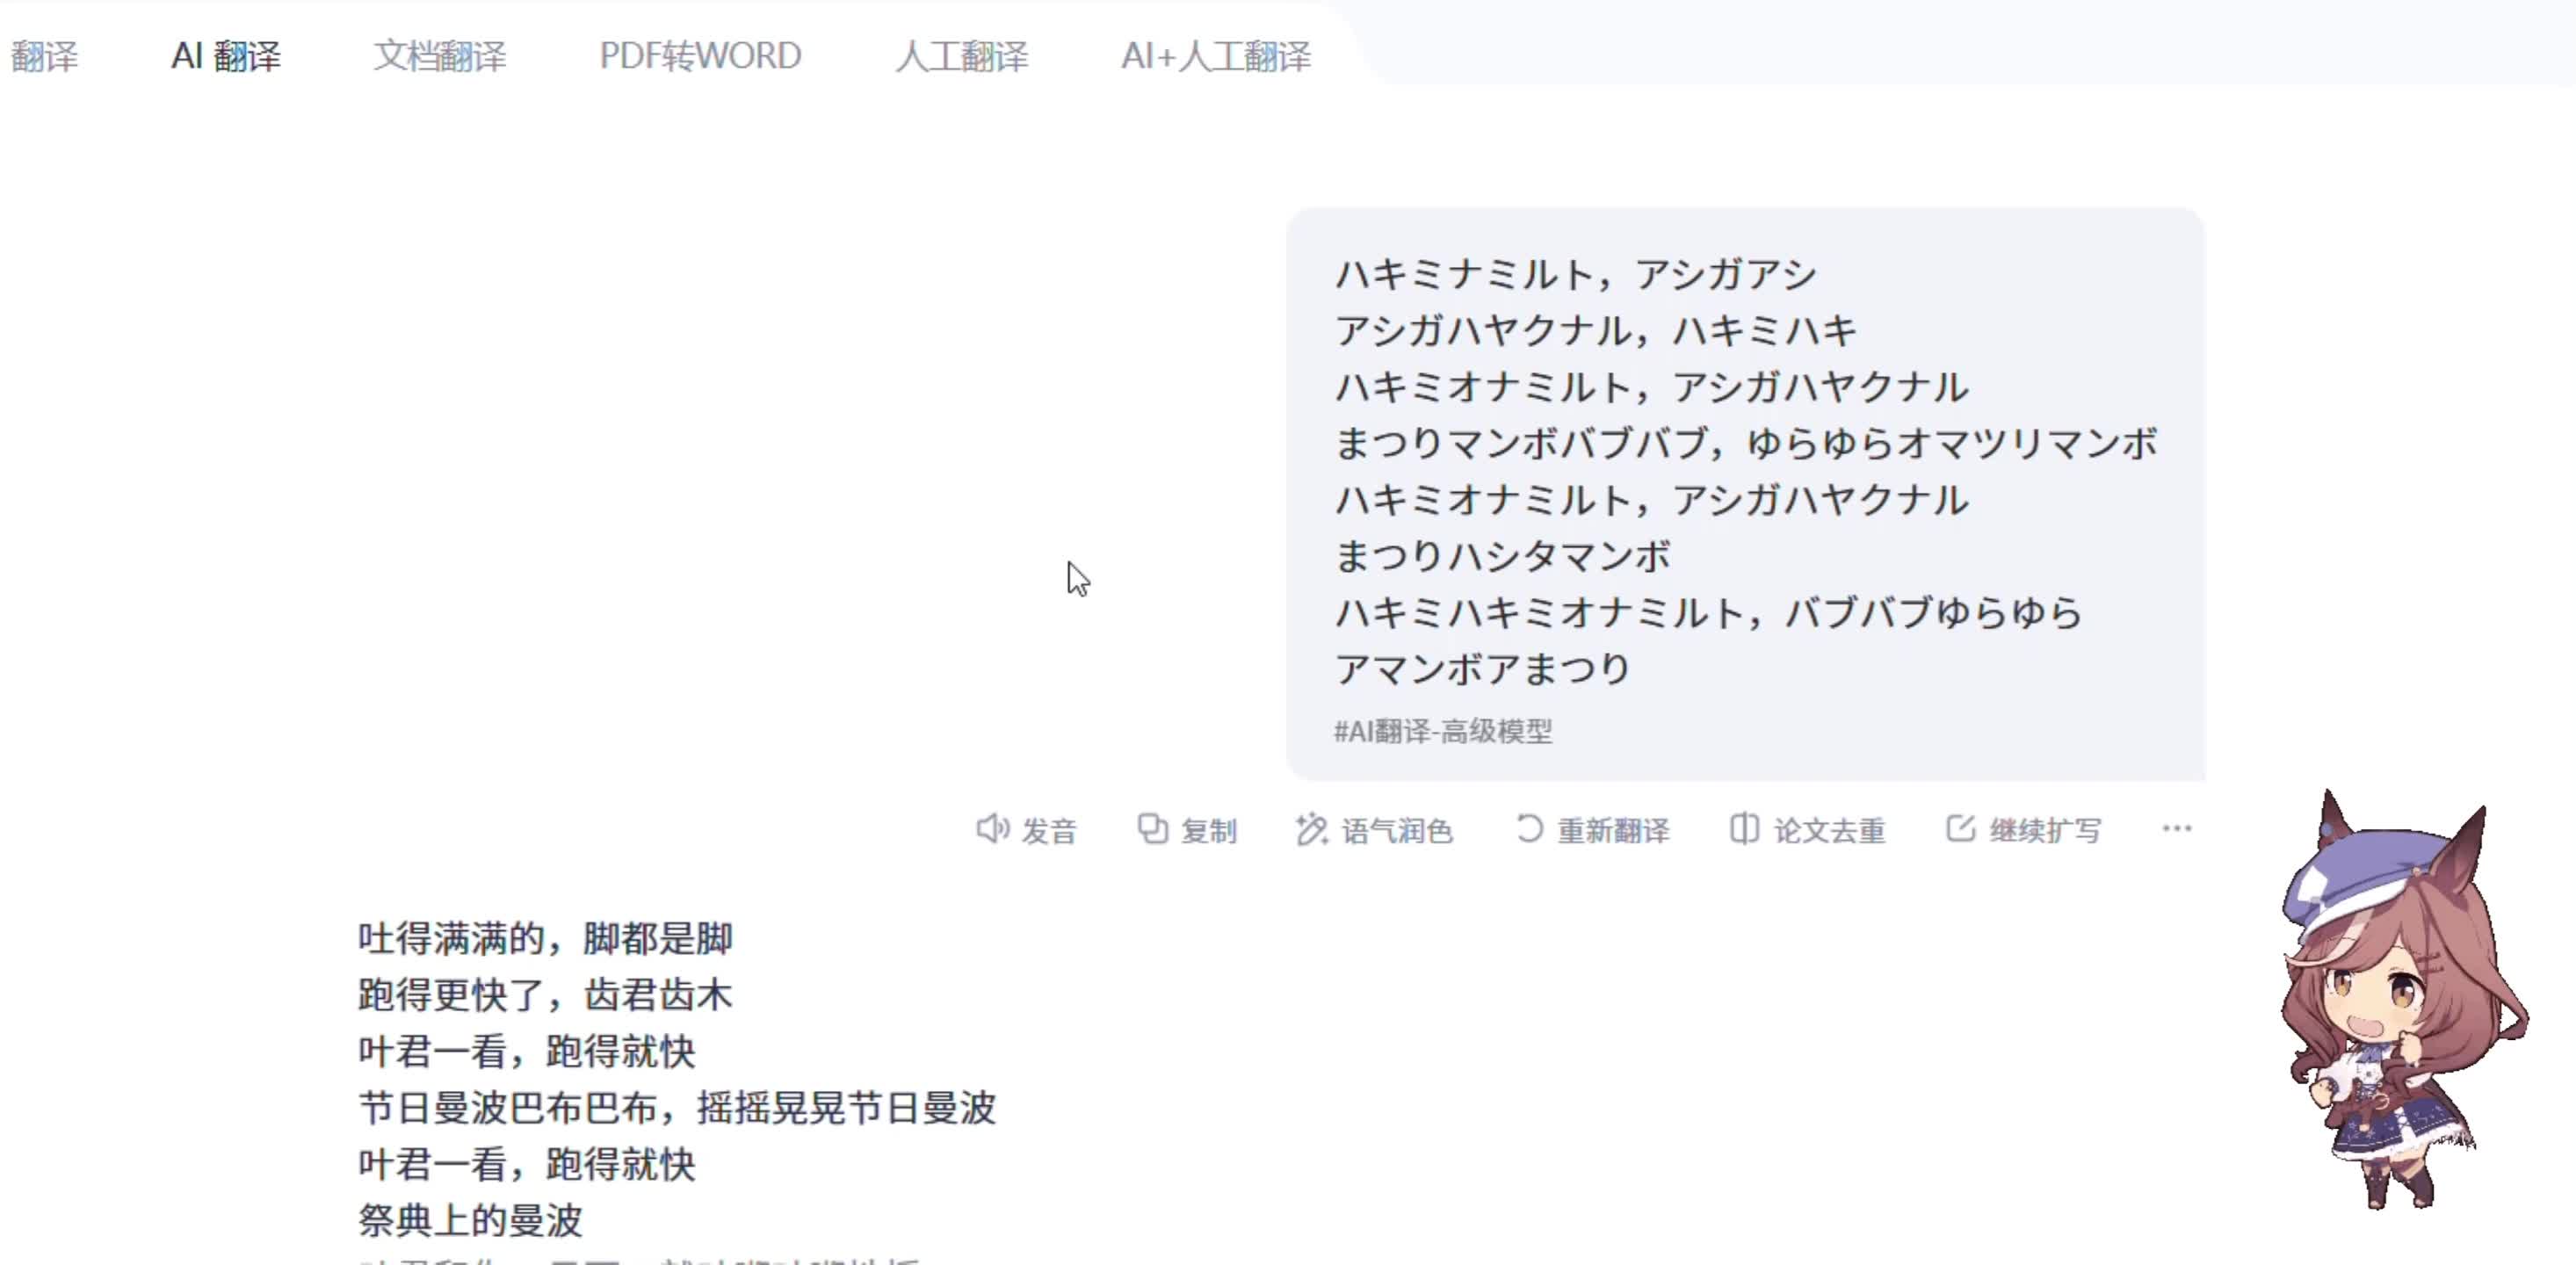 翻译 AI 翻译 文档翻译 PDF转WORD 人工翻译 AI+人工翻译
ハキミナミルト，アシガアシ
アシガハヤクナル，ハキミハキ
ハキミオナミルト，アシガハヤクナル
まつりマンボバブバブ，ゆらゆらオマツリマンボ
ハキミオナミルト，アシガハヤクナル
まつりハシタマンボ
ハキミハキミオナミルト，バブバブゆらゆら
アマンボアまつり
#AI翻译-高级模型
发音 复制 语气润色 重新翻译 论文去重 继续扩写 ···
吐得满满的，脚都是脚
跑得更快了，齿君齿木
叶君一看，跑得就快
节日曼波巴布巴布，摇摇晃晃节日曼波
叶君一看，跑得就快
祭典上的曼波